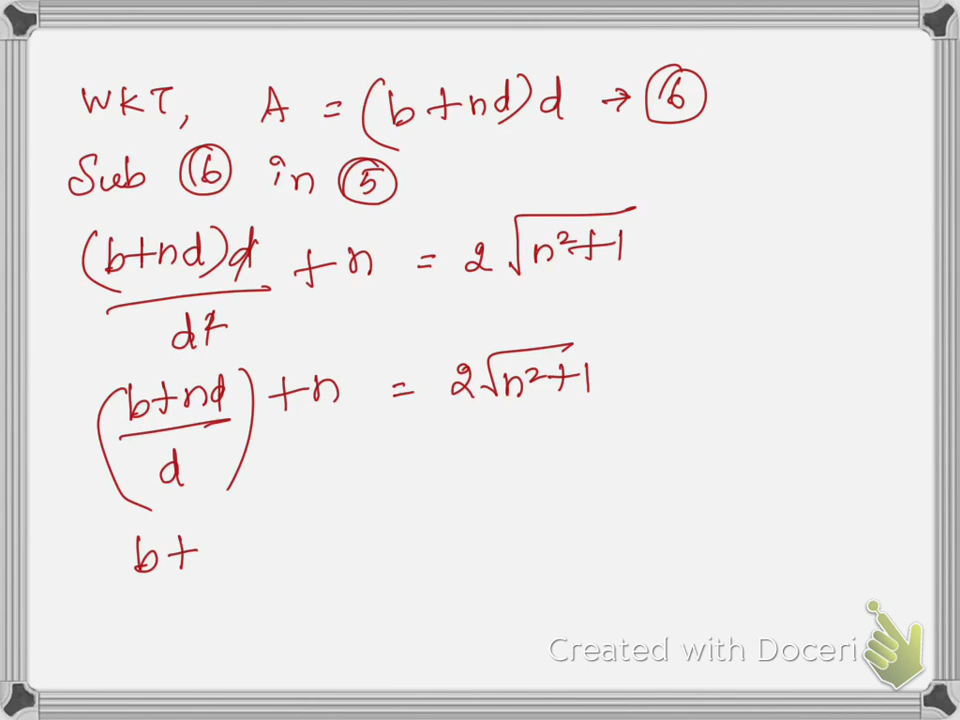 WKT, A = (b+nd)d → ⑥
Sub ⑥ in ⑤
(b+nd)d / d² + n = 2√(n²+1)
((b+nd)/d) + n = 2√(n²+1)
b+
Created with Doceri